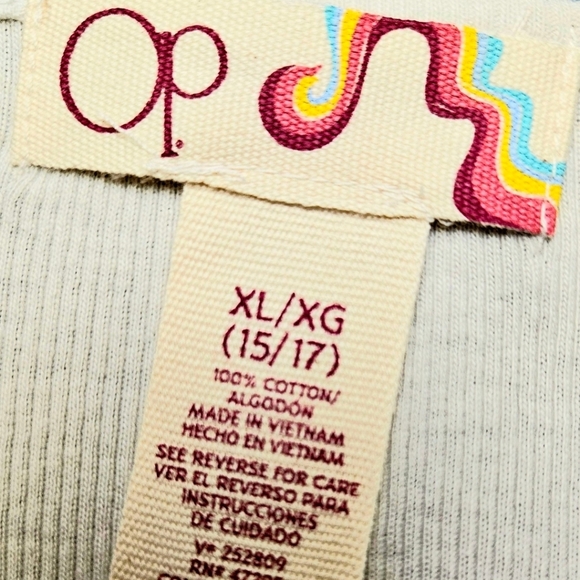 Op.
XL/XG
(15/17)
100% COTTON/
ALGODÓN
MADE IN VIETNAM
HECHO EN VIETNAM
SEE REVERSE FOR CARE
VER EL REVERSO PARA
INSTRUCCIONES
DE CUIDADO
V# 252809
RN#